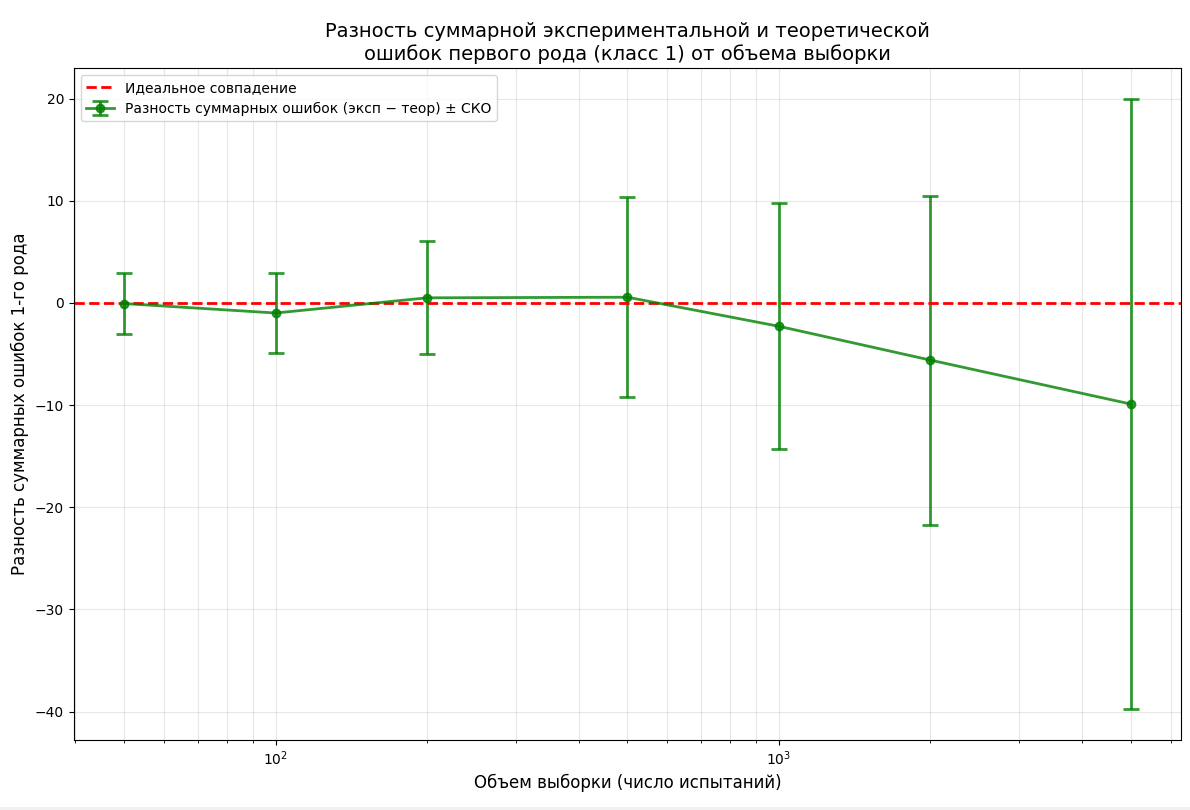 Разность суммарной экспериментальной и теоретической
ошибок первого рода (класс 1) от объема выборки
Идеальное совпадение
Разность суммарных ошибок (эксп − теор) ± СКО
Разность суммарных ошибок 1-го рода
20
10
0
−10
−20
−30
−40
10²
10³
Объем выборки (число испытаний)